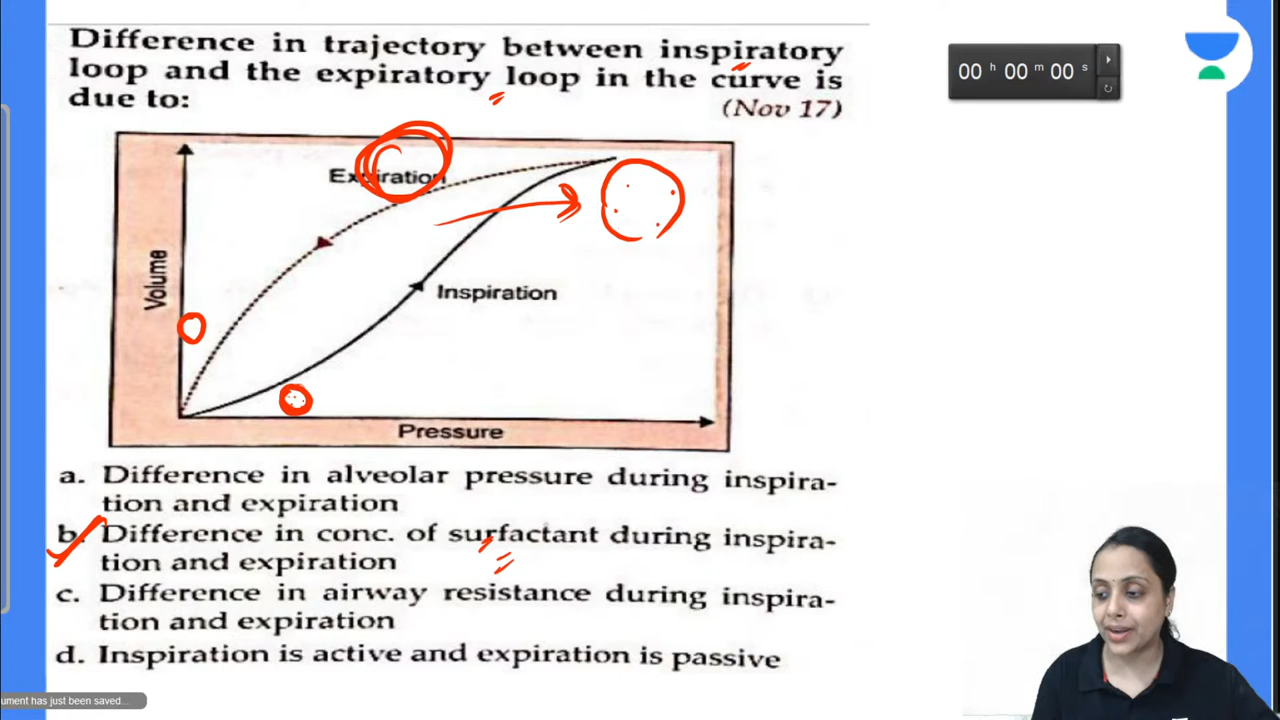 Difference in trajectory between inspiratory
loop and the expiratory loop in the curve is
due to:
(Nov 17)
00 h 00 m 00 s
Expiration
Volume
Inspiration
Pressure
a. Difference in alveolar pressure during inspira-
tion and expiration
b. Difference in conc. of surfactant during inspira-
tion and expiration
c. Difference in airway resistance during inspira-
tion and expiration
d. Inspiration is active and expiration is passive
ument has just been saved...